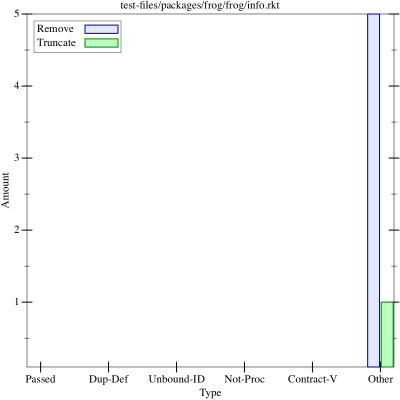 test-files/packages/frog/frog/info.rkt
Remove
Truncate
5
4
3
2
1
Amount
Passed Dup-Def Unbound-ID Not-Proc Contract-V Other
Type